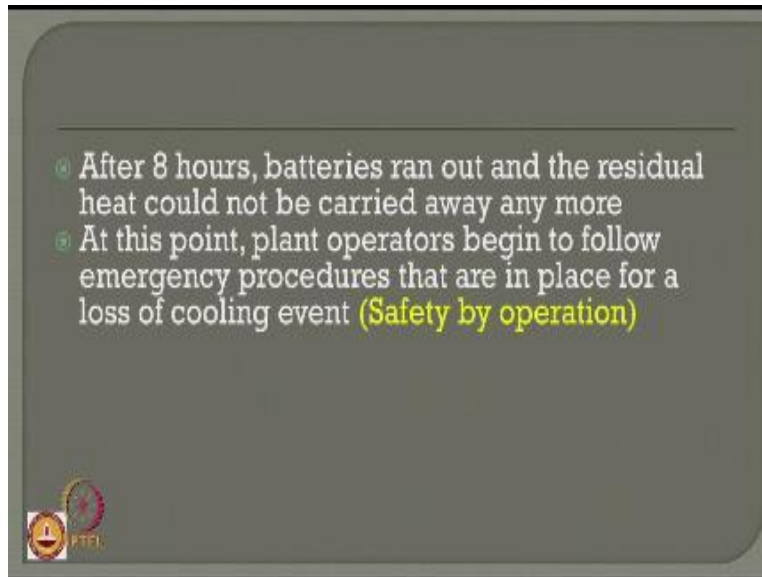 After 8 hours, batteries ran out and the residual
heat could not be carried away any more
At this point, plant operators begin to follow
emergency procedures that are in place for a
loss of cooling event (Safety by operation)
PTEL